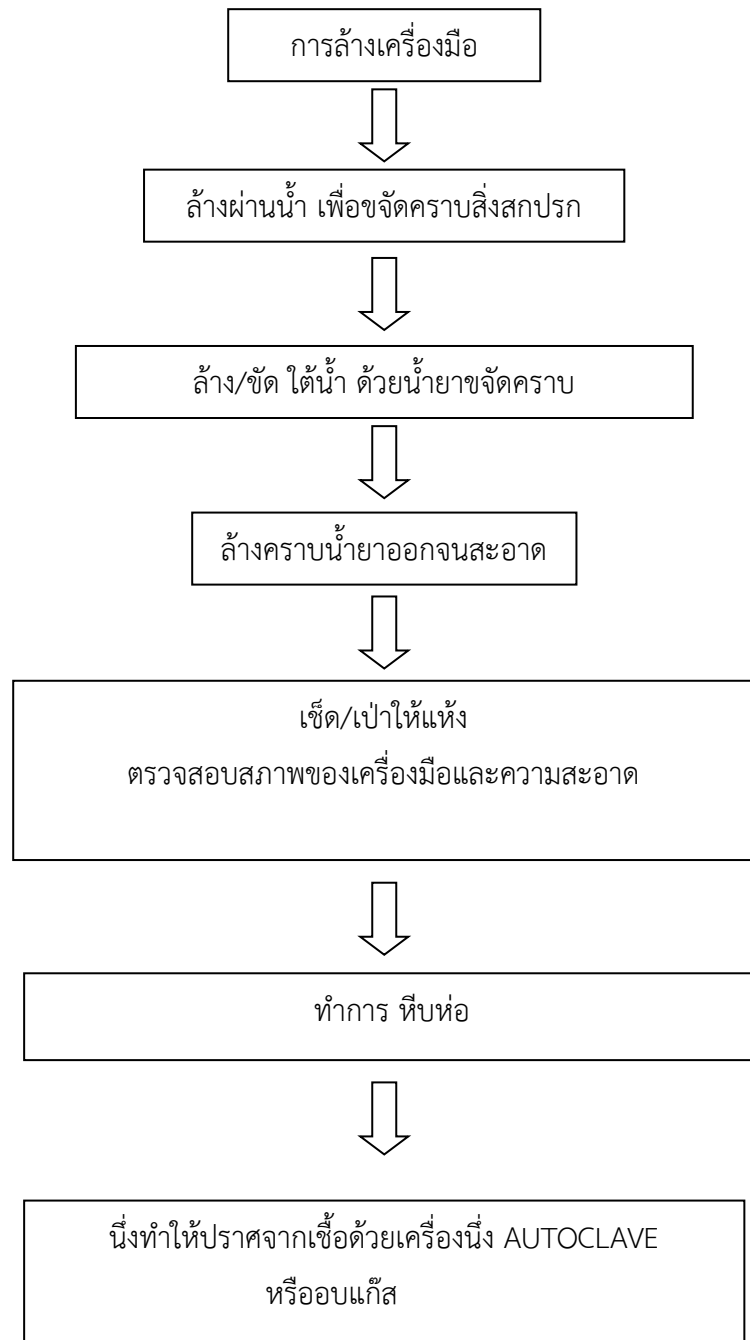 การล้างเครื่องมือ
ล้างผ่านน้ำ เพื่อขจัดคราบสิ่งสกปรก
ล้าง/ขัด ใต้น้ำ ด้วยน้ำยาขจัดคราบ
ล้างคราบน้ำยาออกจนสะอาด
เช็ด/เป่าให้แห้ง
ตรวจสอบสภาพของเครื่องมือและความสะอาด
ทำการ หีบห่อ
นึ่งทำให้ปราศจากเชื้อด้วยเครื่องนึ่ง AUTOCLAVE
หรืออบแก๊ส